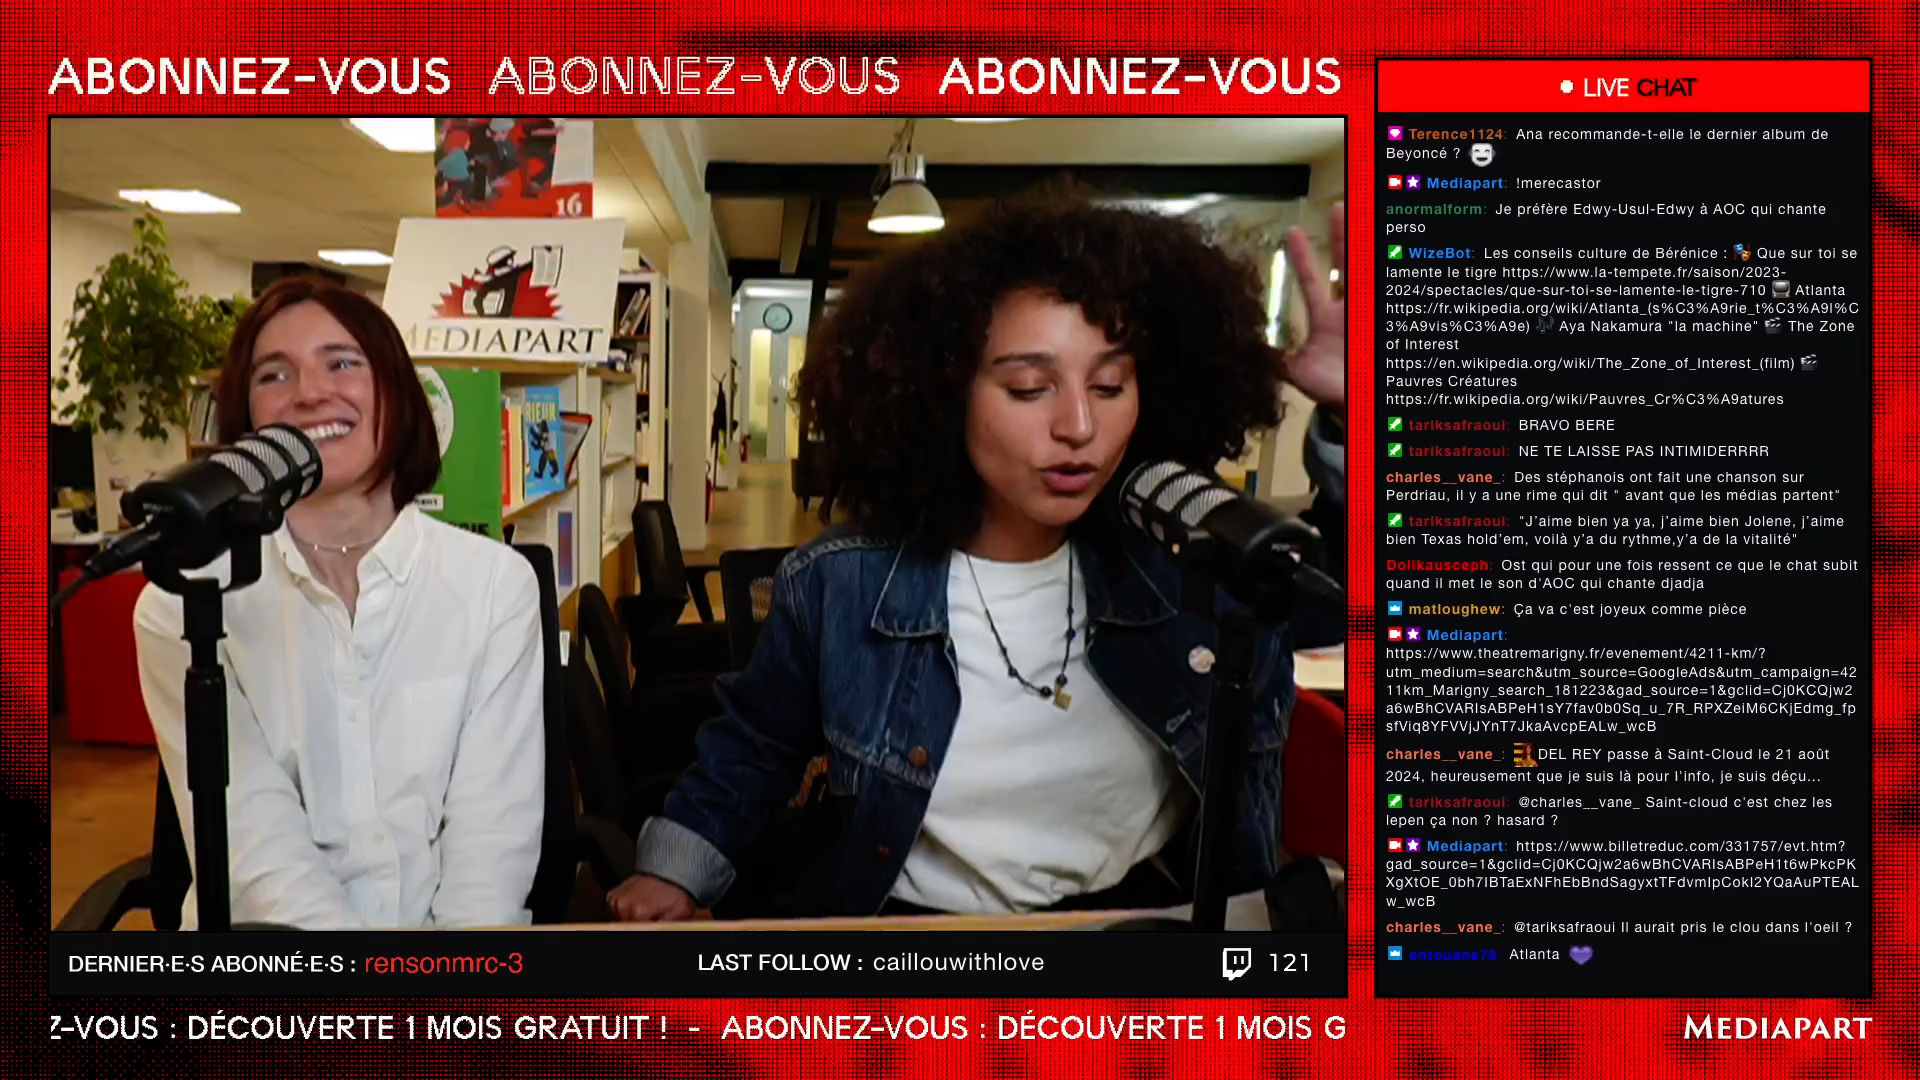 ABONNEZ-VOUS ABONNEZ-VOUS ABONNEZ-VOUS
16
MEDIAPART
RIEUR
DERNIER·E·S ABONNÉ·E·S : rensonmrc-3
LAST FOLLOW : caillouwithlove
121
Z-VOUS : DÉCOUVERTE 1 MOIS GRATUIT ! - ABONNEZ-VOUS : DÉCOUVERTE 1 MOIS G
LIVE CHAT
Terence1124: Ana recommande-t-elle le dernier album de
Beyoncé ?
Mediapart: !merecastor
anormalform: Je préfère Edwy-Usul-Edwy à AOC qui chante
perso
WizeBot: Les conseils culture de Bérénice : Que sur toi se
lamente le tigre https://www.la-tempete.fr/saison/2023-
2024/spectacles/que-sur-toi-se-lamente-le-tigre-710 Atlanta
https://fr.wikipedia.org/wiki/Atlanta_(s%C3%A9rie_t%C3%A9l%C
3%A9vis%C3%A9e) Aya Nakamura "la machine" The Zone
of Interest
https://en.wikipedia.org/wiki/The_Zone_of_Interest_(film)
Pauvres Créatures
https://fr.wikipedia.org/wiki/Pauvres_Cr%C3%A9atures
tariksafraoui: BRAVO BERE
tariksafraoui: NE TE LAISSE PAS INTIMIDERRRR
charles__vane_: Des stéphanois ont fait une chanson sur
Perdriau, il y a une rime qui dit " avant que les médias partent"
tariksafraoui: "J'aime bien ya ya, j'aime bien Jolene, j'aime
bien Texas hold'em, voilà y'a du rythme,y'a de la vitalité"
Dolikausceph: Ost qui pour une fois ressent ce que le chat subit
quand il met le son d'AOC qui chante djadja
matloughew: Ça va c'est joyeux comme pièce
Mediapart:
https://www.theatremarigny.fr/evenement/4211-km/?
utm_medium=search&utm_source=GoogleAds&utm_campaign=42
11km_Marigny_search_181223&gad_source=1&gclid=Cj0KCQjw2
a6wBhCVARIsABPeH1sY7fav0b0Sq_u_7R_RPXZeiM6CKjEdmg_fp
sfViq8YFVVjJYnT7JkaAvcpEALw_wcB
charles__vane_: DEL REY passe à Saint-Cloud le 21 août
2024, heureusement que je suis là pour l'info, je suis déçu...
tariksafraoui: @charles__vane_ Saint-cloud c'est chez les
lepen ça non ? hasard ?
Mediapart: https://www.billetreduc.com/331757/evt.htm?
gad_source=1&gclid=Cj0KCQjw2a6wBhCVARIsABPeH1t6wPkcPK
XgXtOE_0bh7IBTaExNFhEbBndSagyxtTFdvmIpCokI2YQaAuPTEAL
w_wcB
charles__vane_: @tariksafraoui Il aurait pris le clou dans l'oeil ?
entouane76: Atlanta
MEDIAPART